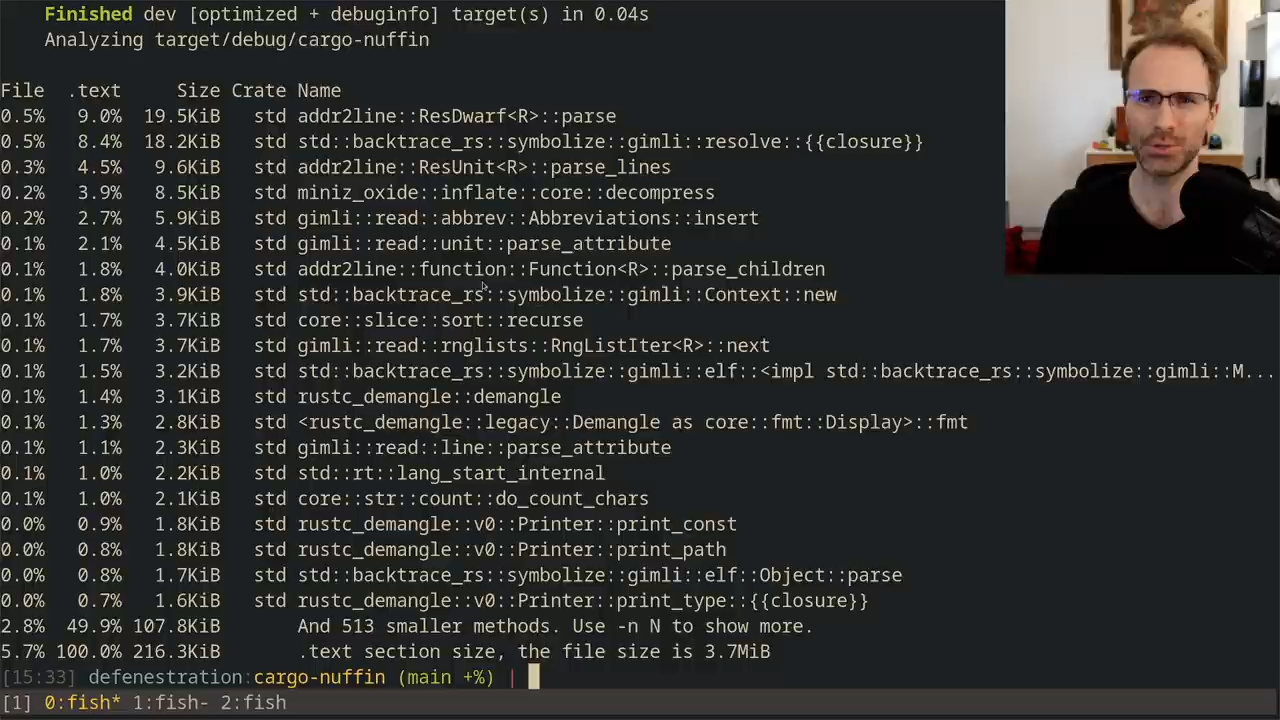 Finished dev [optimized + debuginfo] target(s) in 0.04s
Analyzing target/debug/cargo-nuffin
File .text Size Crate Name
0.5% 9.0% 19.5KiB std addr2line::ResDwarf<R>::parse
0.5% 8.4% 18.2KiB std std::backtrace_rs::symbolize::gimli::resolve::{{closure}}
0.3% 4.5% 9.6KiB std addr2line::ResUnit<R>::parse_lines
0.2% 3.9% 8.5KiB std miniz_oxide::inflate::core::decompress
0.2% 2.7% 5.9KiB std gimli::read::abbrev::Abbreviations::insert
0.1% 2.1% 4.5KiB std gimli::read::unit::parse_attribute
0.1% 1.8% 4.0KiB std addr2line::function::Function<R>::parse_children
0.1% 1.8% 3.9KiB std std::backtrace_rs::symbolize::gimli::Context::new
0.1% 1.7% 3.7KiB std core::slice::sort::recurse
0.1% 1.7% 3.7KiB std gimli::read::rnglists::RngListIter<R>::next
0.1% 1.5% 3.2KiB std std::backtrace_rs::symbolize::gimli::elf::<impl std::backtrace_rs::symbolize::gimli::M...
0.1% 1.4% 3.1KiB std rustc_demangle::demangle
0.1% 1.3% 2.8KiB std <rustc_demangle::legacy::Demangle as core::fmt::Display>::fmt
0.1% 1.1% 2.3KiB std gimli::read::line::parse_attribute
0.1% 1.0% 2.2KiB std std::rt::lang_start_internal
0.1% 1.0% 2.1KiB std core::str::count::do_count_chars
0.0% 0.9% 1.8KiB std rustc_demangle::v0::Printer::print_const
0.0% 0.8% 1.8KiB std rustc_demangle::v0::Printer::print_path
0.0% 0.8% 1.7KiB std std::backtrace_rs::symbolize::gimli::elf::Object::parse
0.0% 0.7% 1.6KiB std rustc_demangle::v0::Printer::print_type::{{closure}}
2.8% 49.9% 107.8KiB And 513 smaller methods. Use -n N to show more.
5.7% 100.0% 216.3KiB .text section size, the file size is 3.7MiB
[15:33] defenestration:cargo-nuffin (main +%) |
[1] 0:fish* 1:fish- 2:fish